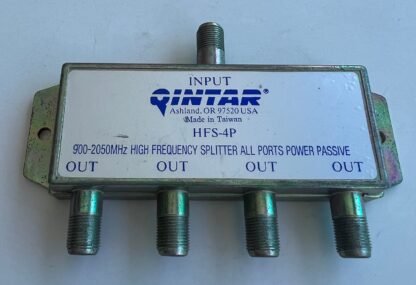 INPUT
QINTAR®
Ashland, OR 97520 USA
Made in Taiwan
HFS-4P
900-2050MHz HIGH FREQUENCY SPLITTER ALL PORTS POWER PASSIVE
OUT OUT OUT OUT